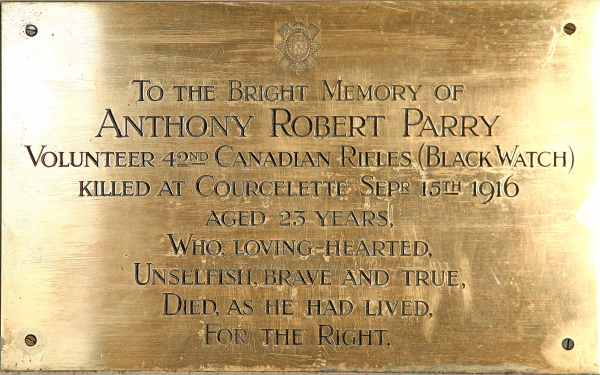 To the Bright Memory of
Anthony Robert Parry
Volunteer 42nd Canadian Rifles (Black Watch)
killed at Courcelette Sepr 15th 1916
aged 23 years,
Who, loving-hearted,
Unselfish, brave and true,
Died, as he had lived,
For the Right.